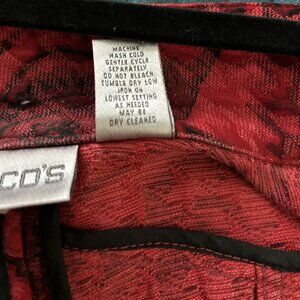 MACHINE
WASH COLD
GENTLE CYCLE
SEPARATELY
DO NOT BLEACH
TUMBLE DRY LOW
IRON ON
LOWEST SETTING
AS NEEDED
MAY BE
DRY CLEANED
CO'S